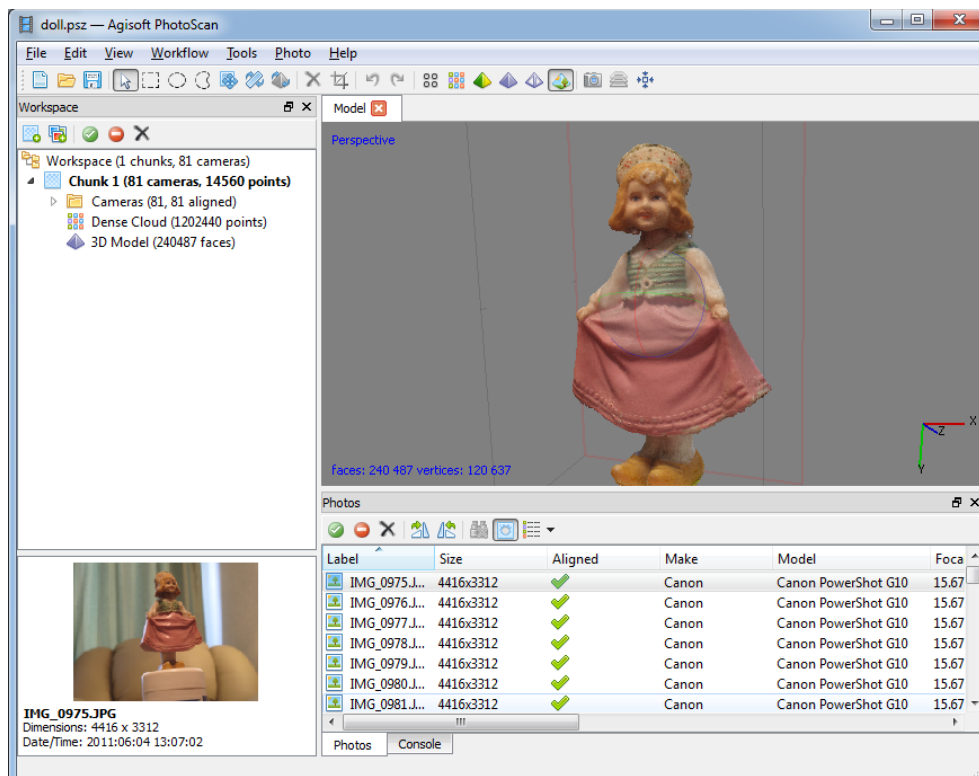 doll.psz — Agisoft PhotoScan
File Edit View Workflow Tools Photo Help
Workspace
Workspace (1 chunks, 81 cameras)
Chunk 1 (81 cameras, 14560 points)
Cameras (81, 81 aligned)
Dense Cloud (1202440 points)
3D Model (240487 faces)
IMG_0975.JPG
Dimensions: 4416 x 3312
Date/Time: 2011:06:04 13:07:02
Model
Perspective
X
Z
Y
faces: 240 487 vertices: 120 637
Photos
Label Size Aligned Make Model Foca
IMG_0975.J... 4416x3312 Canon Canon PowerShot G10 15.67
IMG_0976.J... 4416x3312 Canon Canon PowerShot G10 15.67
IMG_0977.J... 4416x3312 Canon Canon PowerShot G10 15.67
IMG_0978.J... 4416x3312 Canon Canon PowerShot G10 15.67
IMG_0979.J... 4416x3312 Canon Canon PowerShot G10 15.67
IMG_0980.J... 4416x3312 Canon Canon PowerShot G10 15.67
IMG_0981.J... 4416x3312 Canon Canon PowerShot G10 15.67
Photos Console